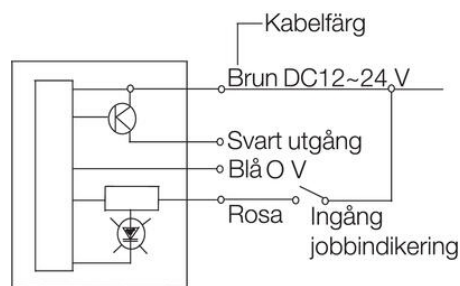 Kabelfärg
Brun DC12~24 V
Svart utgång
Blå O V
Rosa
Ingång
jobbindikering